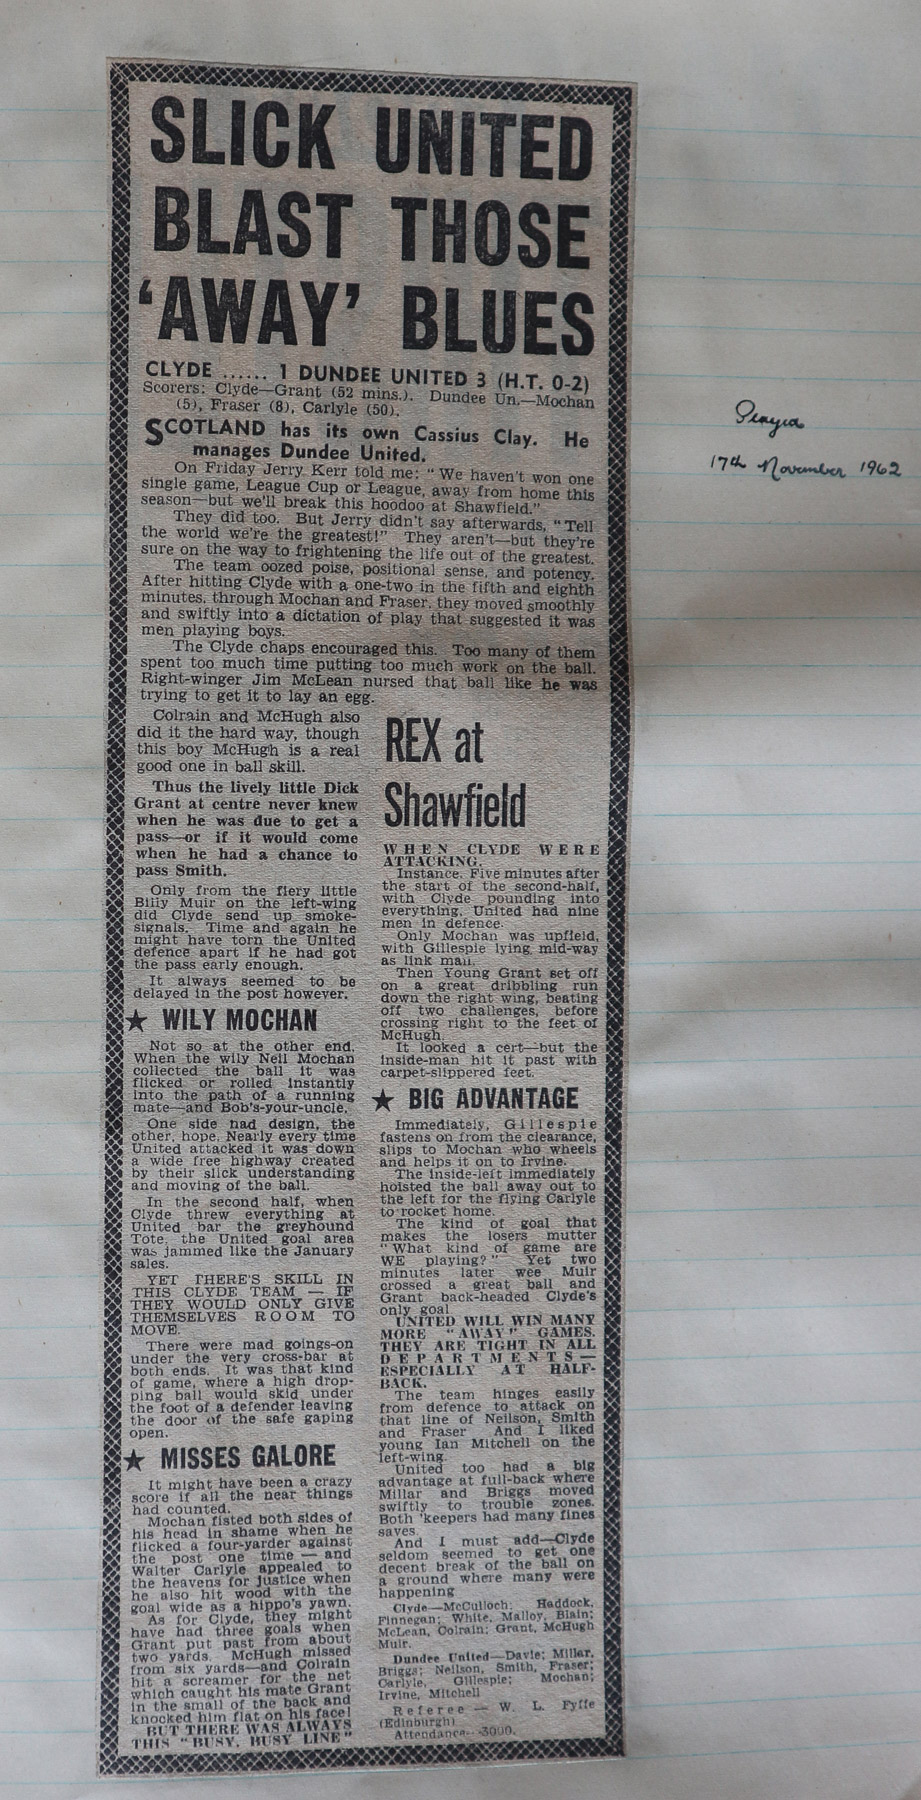 SLICK UNITED
BLAST THOSE
'AWAY' BLUES
CLYDE ...... 1 DUNDEE UNITED 3 (H.T. 0-2)
Scorers: Clyde—Grant (52 mins.). Dundee Un.—Mochan
(5), Fraser (8), Carlyle (50).
SCOTLAND has its own Cassius Clay. He
manages Dundee United.
On Friday Jerry Kerr told me: "We haven't won one
single game, League Cup or League, away from home this
season—but we'll break this hoodoo at Shawfield."
They did too. But Jerry didn't say afterwards, "Tell
the world we're the greatest!" They aren't—but they're
sure on the way to frightening the life out of the greatest.
The team oozed poise, positional sense, and potency.
After hitting Clyde with a one-two in the fifth and eighth
minutes, through Mochan and Fraser, they moved smoothly
and swiftly into a dictation of play that suggested it was
men playing boys.
The Clyde chaps encouraged this. Too many of them
spent too much time putting too much work on the ball.
Right-winger Jim McLean nursed that ball like he was
trying to get it to lay an egg.
Colrain and McHugh also
did it the hard way, though
this boy McHugh is a real
good one in ball skill.
Thus the lively little Dick
Grant at centre never knew
when he was due to get a
pass—or if it would come
when he had a chance to
pass Smith.
Only from the fiery little
Billy Muir on the left-wing
did Clyde send up smoke-
signals. Time and again he
might have torn the United
defence apart if he had got
the pass early enough.
It always seemed to be
delayed in the post however.
★ WILY MOCHAN
Not so at the other end.
When the wily Neil Mochan
collected the ball it was
flicked or rolled instantly
into the path of a running
mate—and Bob's-your-uncle.
One side had design, the
other, hope. Nearly every time
United attacked it was down
a wide free highway created
by their slick understanding
and moving of the ball.
In the second half, when
Clyde threw everything at
United bar the greyhound
Tote, the United goal area
was jammed like the January
sales.
YET THERE'S SKILL IN
THIS CLYDE TEAM — IF
THEY WOULD ONLY GIVE
THEMSELVES ROOM TO
MOVE.
There were mad goings-on
under the very cross-bar at
both ends. It was that kind
of game, where a high drop-
ping ball would skid under
the foot of a defender leaving
the door of the safe gaping
open.
★ MISSES GALORE
It might have been a crazy
score if all the near things
had counted.
Mochan fisted both sides of
his head in shame when he
flicked a four-yarder against
the post one time — and
Walter Carlyle appealed to
the heavens for justice when
he also hit wood with the
goal wide as a hippo's yawn.
As for Clyde, they might
have had three goals when
Grant put past from about
two yards. McHugh missed
from six yards—and Colrain
hit a screamer for the net
which caught his mate Grant
in the small of the back and
knocked him flat on his face!
BUT THERE WAS ALWAYS
THIS "BUSY, BUSY LINE"
REX at
Shawfield
WHEN CLYDE WERE
ATTACKING.
Instance. Five minutes after
the start of the second-half,
with Clyde pounding into
everything, United had nine
men in defence.
Only Mochan was upfield,
with Gillespie lying mid-way
as link man.
Then Young Grant set off
on a great dribbling run
down the right wing, beating
off two challenges, before
crossing right to the feet of
McHugh.
It looked a cert—but the
inside-man hit it past with
carpet-slippered feet.
★ BIG ADVANTAGE
Immediately, Gillespie
fastens on from the clearance,
slips to Mochan who wheels
and helps it on to Irvine.
The inside-left immediately
hoisted the ball away out to
the left for the flying Carlyle
to rocket home.
The kind of goal that
makes the losers mutter
"What kind of game are
WE playing?" Yet two
minutes later wee Muir
crossed a great ball and
Grant back-headed Clyde's
only goal
UNITED WILL WIN MANY
MORE "AWAY" GAMES.
THEY ARE TIGHT IN ALL
DEPARTMENTS—
ESPECIALLY AT HALF-
BACK.
The team hinges easily
from defence to attack on
that line of Neilson, Smith
and Fraser And I liked
young Ian Mitchell on the
left-wing.
United too had a big
advantage at full-back where
Millar and Briggs moved
swiftly to trouble zones.
Both 'keepers had many fines
saves.
And I must add—Clyde
seldom seemed to get one
decent break of the ball on
a ground where many were
happening
Clyde—McCulloch; Haddock,
Finnegan; White, Malloy, Blain;
McLean, Colrain; Grant, McHugh
Muir.
Dundee United—Davie; Millar,
Briggs; Neilson, Smith, Fraser;
Carlyle, Gillespie; Mochan;
Irvine, Mitchell
Referee — W. L. Fyffe
(Edinburgh)
Attendance—3000.
17th November 1962